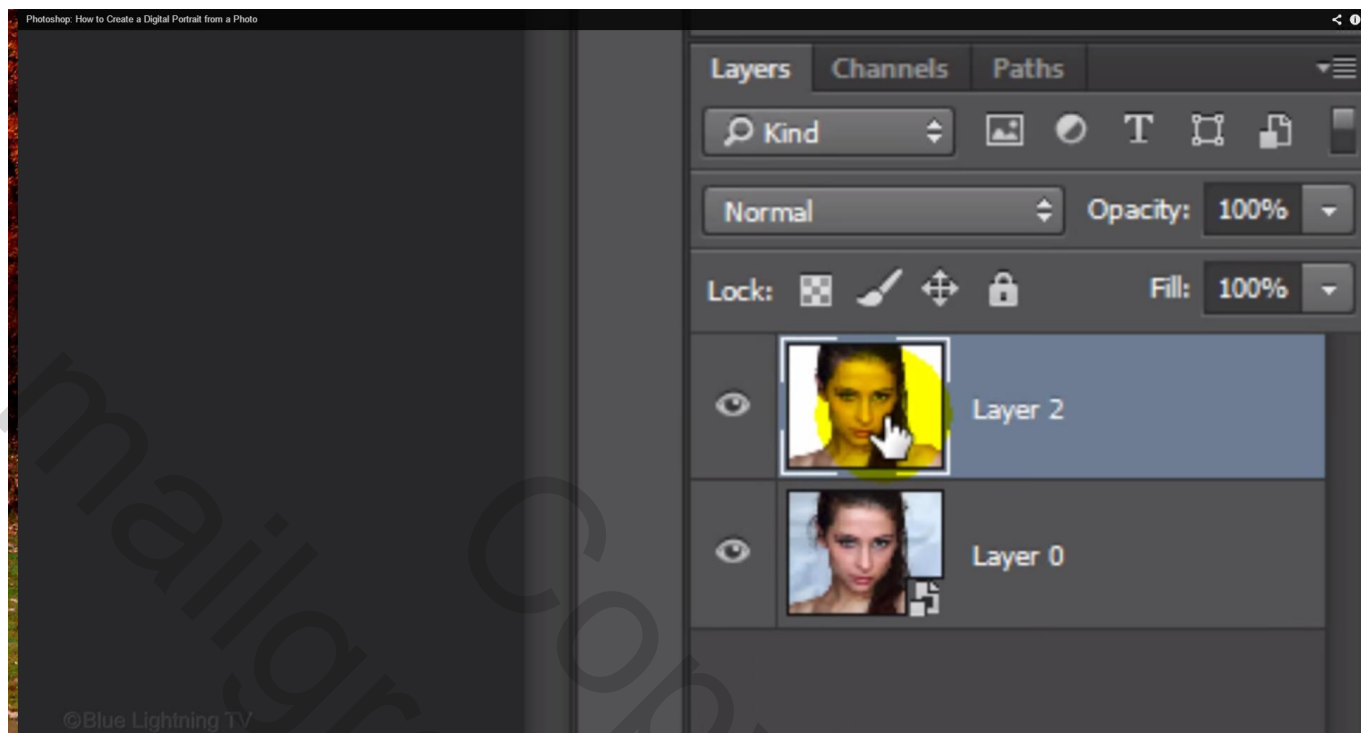 Photoshop: How to Create a Digital Portrait from a Photo
Layers Channels Paths
Kind T
Normal Opacity: 100%
Lock: Fill: 100%
Layer 2
Layer 0
©Blue Lightning TV